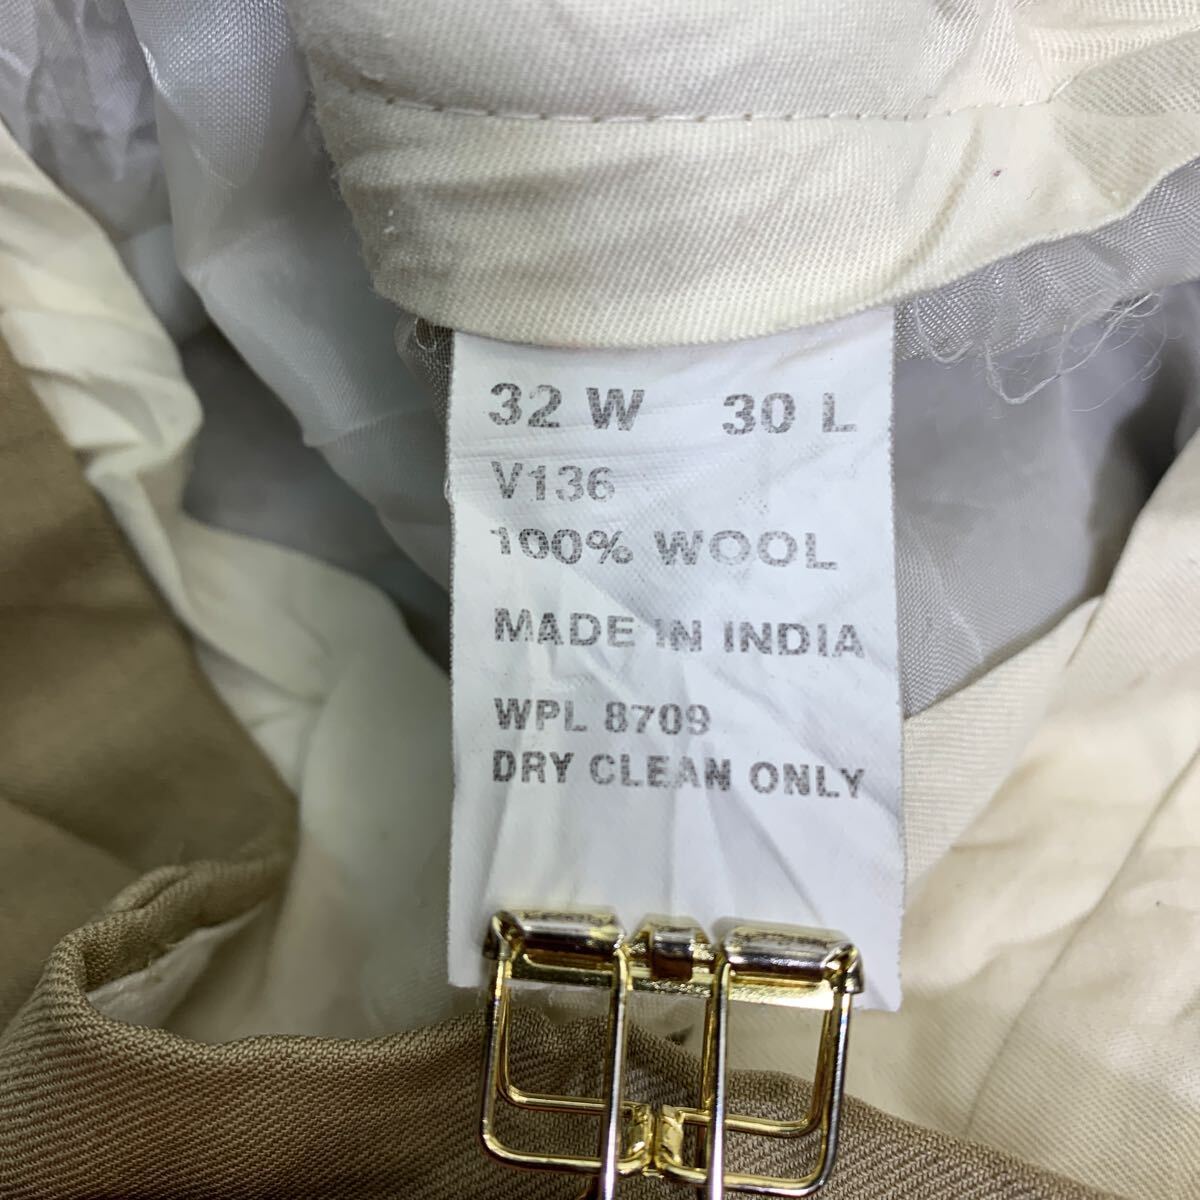 32 W 30 L
V136
100% WOOL
MADE IN INDIA
WPL 8709
DRY CLEAN ONLY